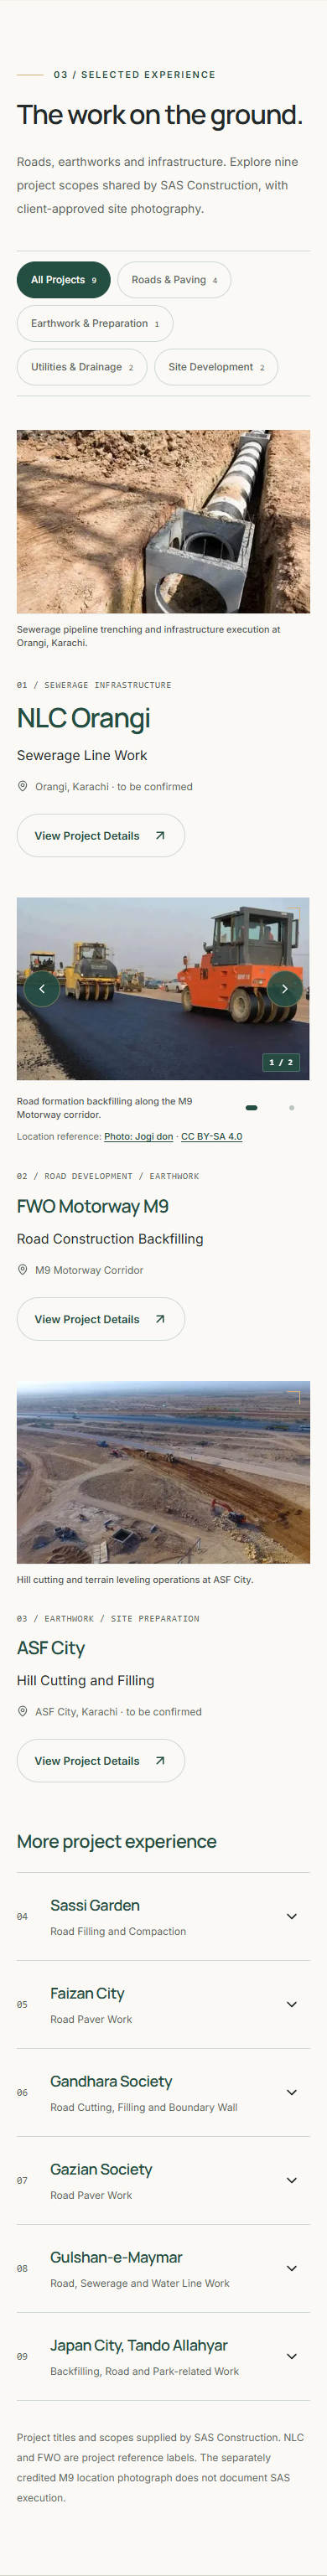 03 / SELECTED EXPERIENCE
The work on the ground.
Roads, earthworks and infrastructure. Explore nine
project scopes shared by SAS Construction, with
client-approved site photography.
All Projects 9
Roads & Paving 4
Earthwork & Preparation 1
Utilities & Drainage 2
Site Development 2
Sewerage pipeline trenching and infrastructure execution at
Orangi, Karachi.
01 / SEWERAGE INFRASTRUCTURE
NLC Orangi
Sewerage Line Work
Orangi, Karachi · to be confirmed
View Project Details
1 / 2
Road formation backfilling along the M9
Motorway corridor.
Location reference: Photo: Jogi don · CC BY-SA 4.0
02 / ROAD DEVELOPMENT / EARTHWORK
FWO Motorway M9
Road Construction Backfilling
M9 Motorway Corridor
View Project Details
Hill cutting and terrain leveling operations at ASF City.
03 / EARTHWORK / SITE PREPARATION
ASF City
Hill Cutting and Filling
ASF City, Karachi · to be confirmed
View Project Details
More project experience
04
Sassi Garden
Road Filling and Compaction
05
Faizan City
Road Paver Work
06
Gandhara Society
Road Cutting, Filling and Boundary Wall
07
Gazian Society
Road Paver Work
08
Gulshan-e-Maymar
Road, Sewerage and Water Line Work
09
Japan City, Tando Allahyar
Backfilling, Road and Park-related Work
Project titles and scopes supplied by SAS Construction. NLC
and FWO are project reference labels. The separately
credited M9 location photograph does not document SAS
execution.